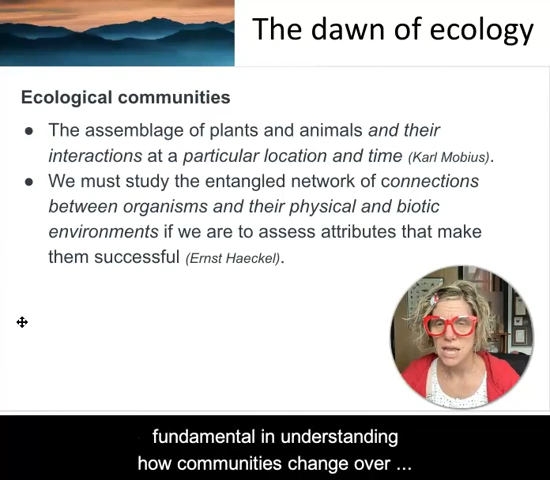 The dawn of ecology
Ecological communities
● The assemblage of plants and animals and their
interactions at a particular location and time (Karl Mobius).
● We must study the entangled network of connections
between organisms and their physical and biotic
environments if we are to assess attributes that make
them successful (Ernst Haeckel).
fundamental in understanding
how communities change over ...